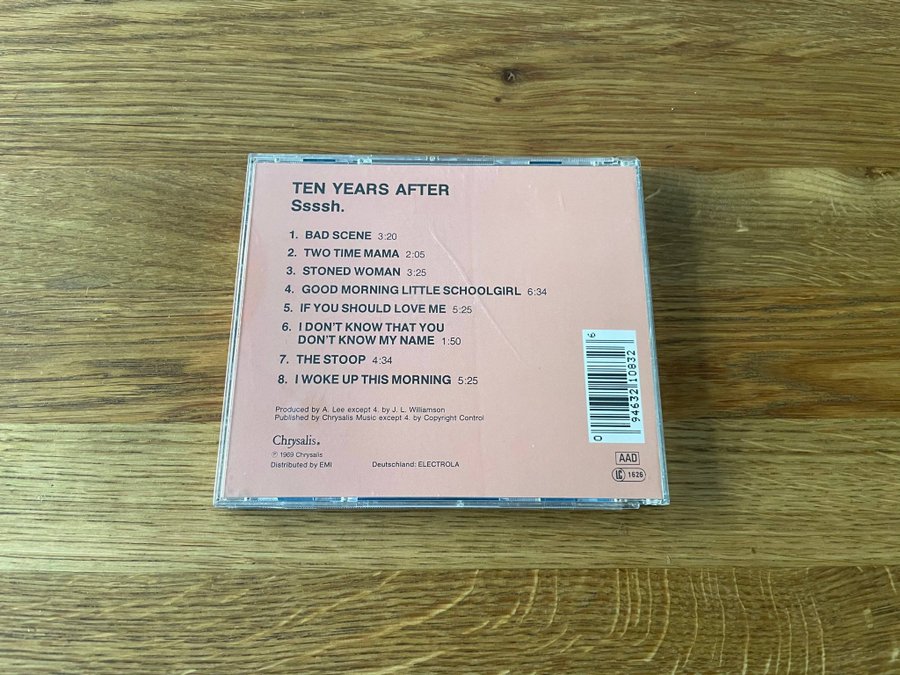 TEN YEARS AFTER
Ssssh.
1. BAD SCENE 3:20
2. TWO TIME MAMA 2:05
3. STONED WOMAN 3:25
4. GOOD MORNING LITTLE SCHOOLGIRL 6:34
5. IF YOU SHOULD LOVE ME 5:25
6. I DON'T KNOW THAT YOU
DON'T KNOW MY NAME 1:50
7. THE STOOP 4:34
8. I WOKE UP THIS MORNING 5:25
Produced by A. Lee except 4. by J. L. Williamson
Published by Chrysalis Music except 4. by Copyright Control
Chrysalis®
℗ 1969 Chrysalis
Distributed by EMI Deutschland: ELECTROLA
0 94632 10832 6
AAD
LC 1626